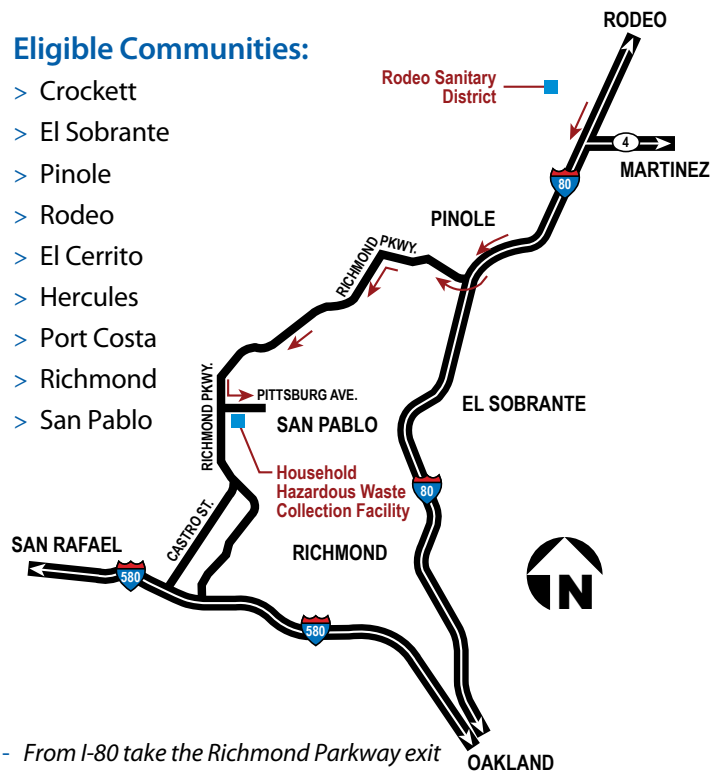 Eligible Communities:
> Crockett
> El Sobrante
> Pinole
> Rodeo
> El Cerrito
> Hercules
> Port Costa
> Richmond
> San Pablo
RODEO
Rodeo Sanitary
District
4
MARTINEZ
80
PINOLE
RICHMOND PKWY.
RICHMOND PKWY.
PITTSBURG AVE.
SAN PABLO
EL SOBRANTE
Household
Hazardous Waste
Collection Facility
80
CASTRO ST.
SAN RAFAEL
580
RICHMOND
N
580
- From I-80 take the Richmond Parkway exit
OAKLAND